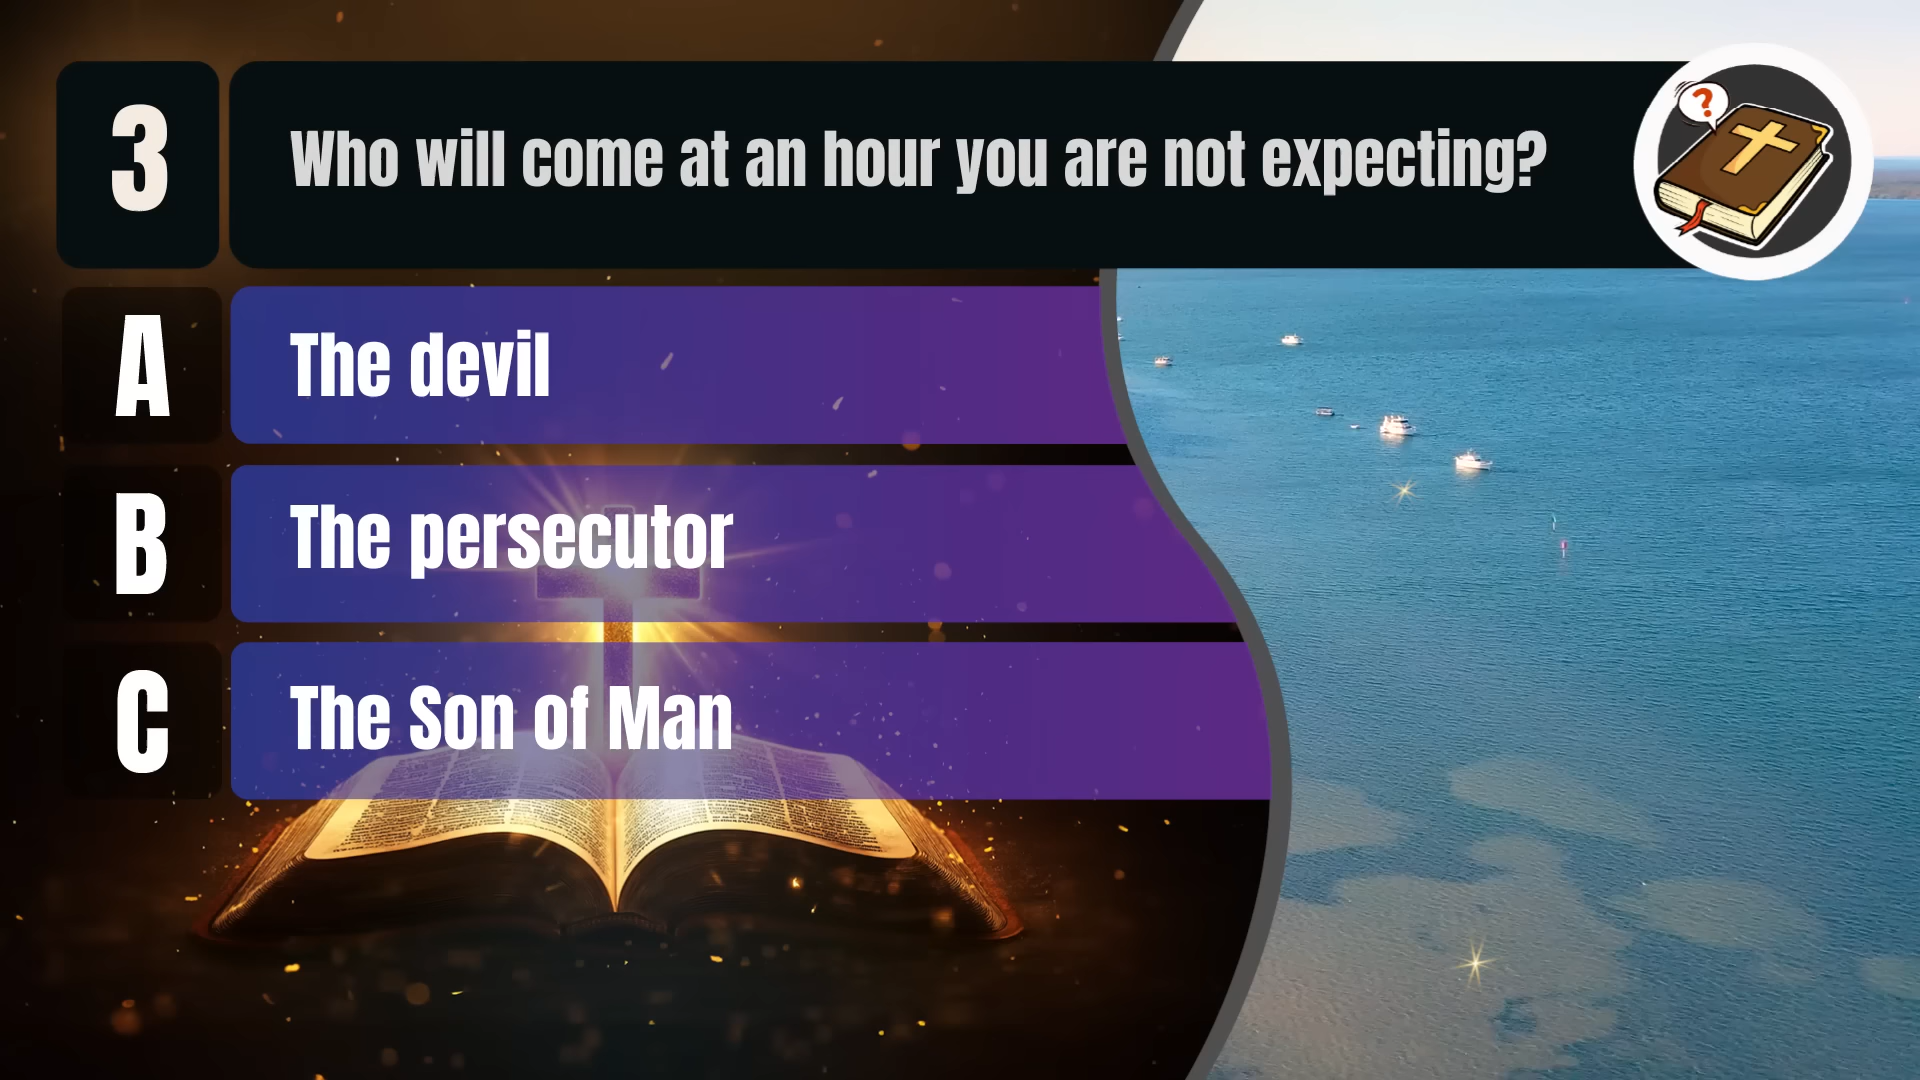 3
Who will come at an hour you are not expecting?
?
A
The devil
B
The persecutor
C
The Son of Man